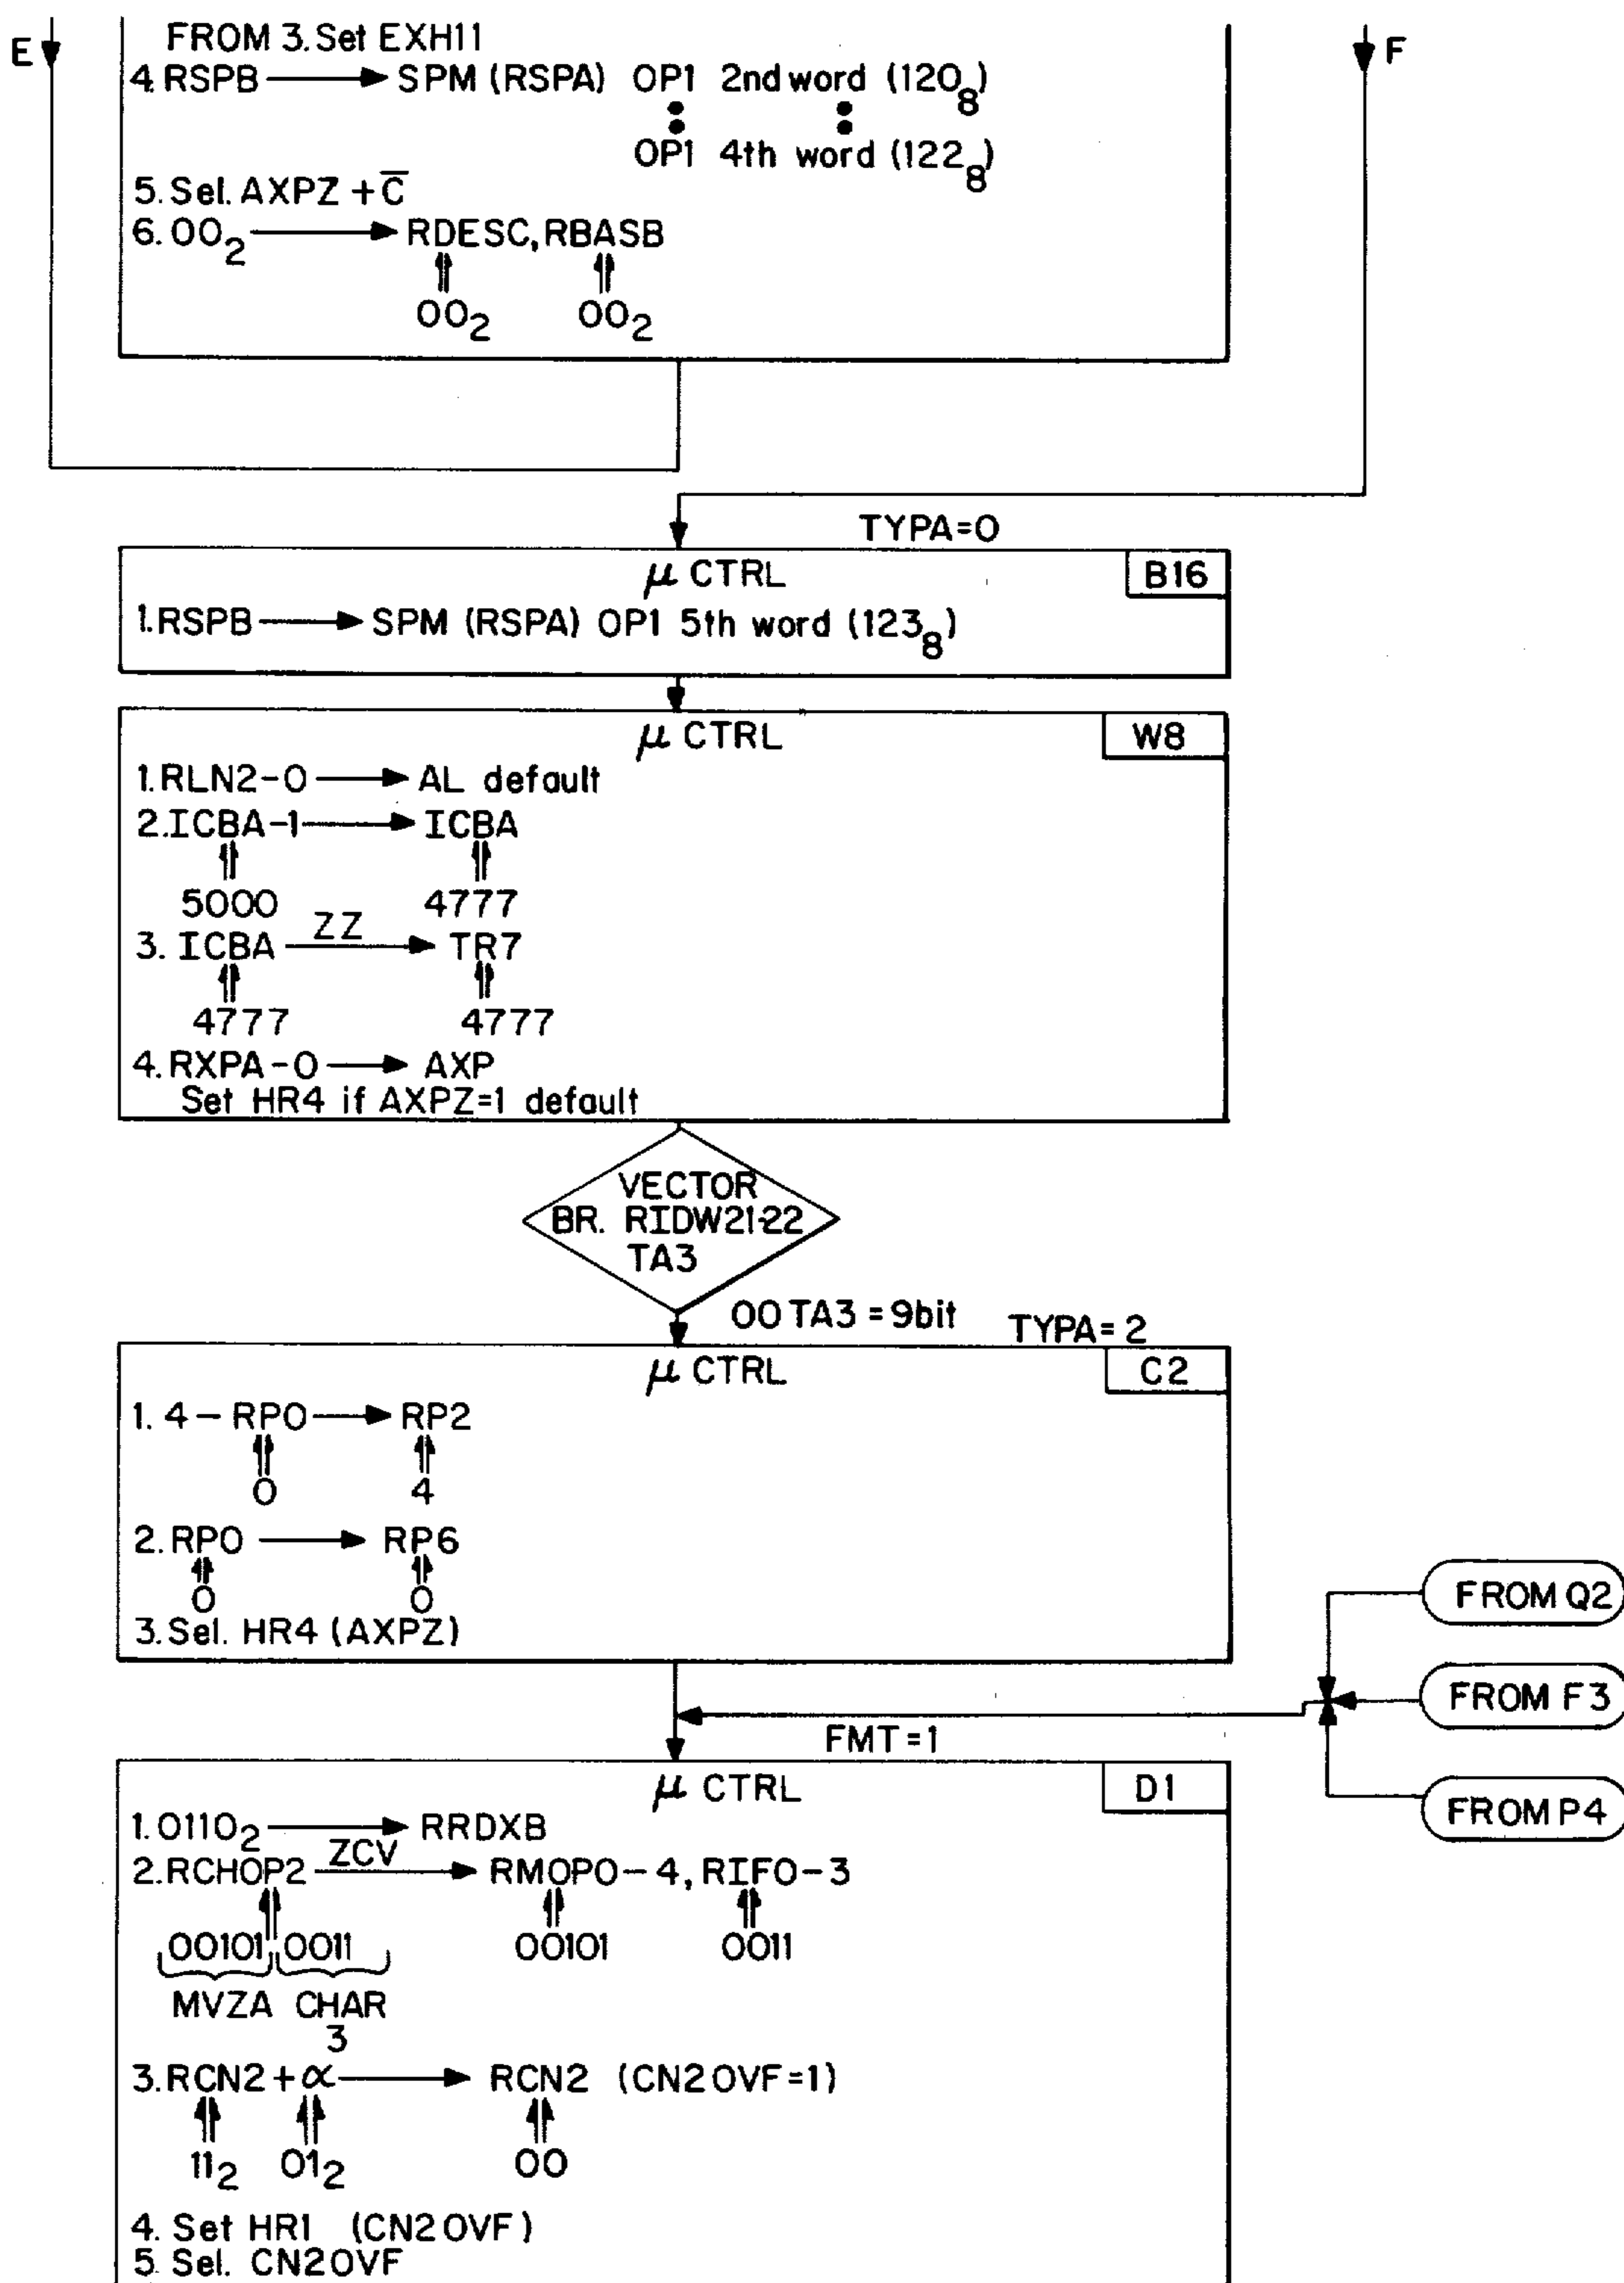 E
F
FROM 3. Set EXH11
4. RSPB SPM (RSPA) OP1 2nd word (120₈)
OP1 4th word (122₈)
5. Sel. AXPZ + C̅
6. 00₂ RDESC, RBASB
00₂ 00₂
TYPA=0
μ CTRL B16
1. RSPB SPM (RSPA) OP1 5th word (123₈)
μ CTRL W8
1. RLN2-0 AL default
2. ICBA-1 ICBA
5000 4777
3. ICBA ZZ TR7
4777 4777
4. RXPA-0 AXP
Set HR4 if AXPZ=1 default
VECTOR
BR. RIDW21-22
TA3
00 TA3 = 9bit TYPA=2
μ CTRL C2
1. 4 - RP0 RP2
0 4
2. RP0 RP6
0 0
3. Sel. HR4 (AXPZ)
FROM Q2
FROM F3
FROM P4
FMT=1
μ CTRL D1
1. 0110₂ RRDXB
2. RCHOP2 ZCV RMOP0-4, RIF0-3
00101 0011 00101 0011
MVZA CHAR
3
3. RCN2+α RCN2 (CN2OVF=1)
11₂ 01₂ 00
4. Set HR1 (CN2OVF)
5. Sel. CN2OVF